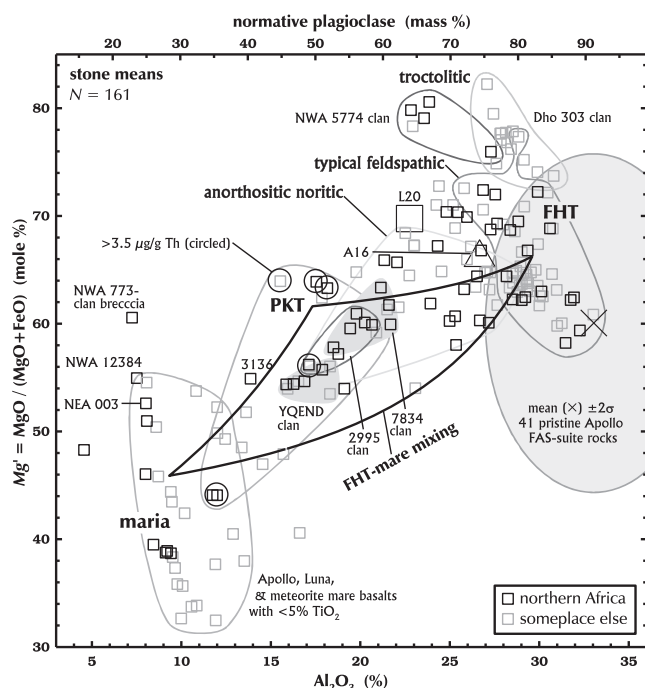 normative plagioclase (mass %)
20 30 40 50 60 70 80 90
stone means
N = 161
troctolitic
NWA 5774 clan
Dho 303 clan
typical feldspathic
anorthositic noritic
L20
FHT
>3.5 µg/g Th (circled)
A16
PKT
NWA 773-
clan brecccia
NWA 12384
3136
NEA 003
YQEND
clan
2995
clan
7834
clan
FHT-mare mixing
mean (×) ±2σ
41 pristine Apollo
FAS-suite rocks
maria
Apollo, Luna,
& meteorite mare basalts
with <5% TiO2
northern Africa
someplace else
80
70
60
50
40
30
Mg' = MgO / (MgO+FeO) (mole %)
5 10 15 20 25 30 35
Al2O3 (%)